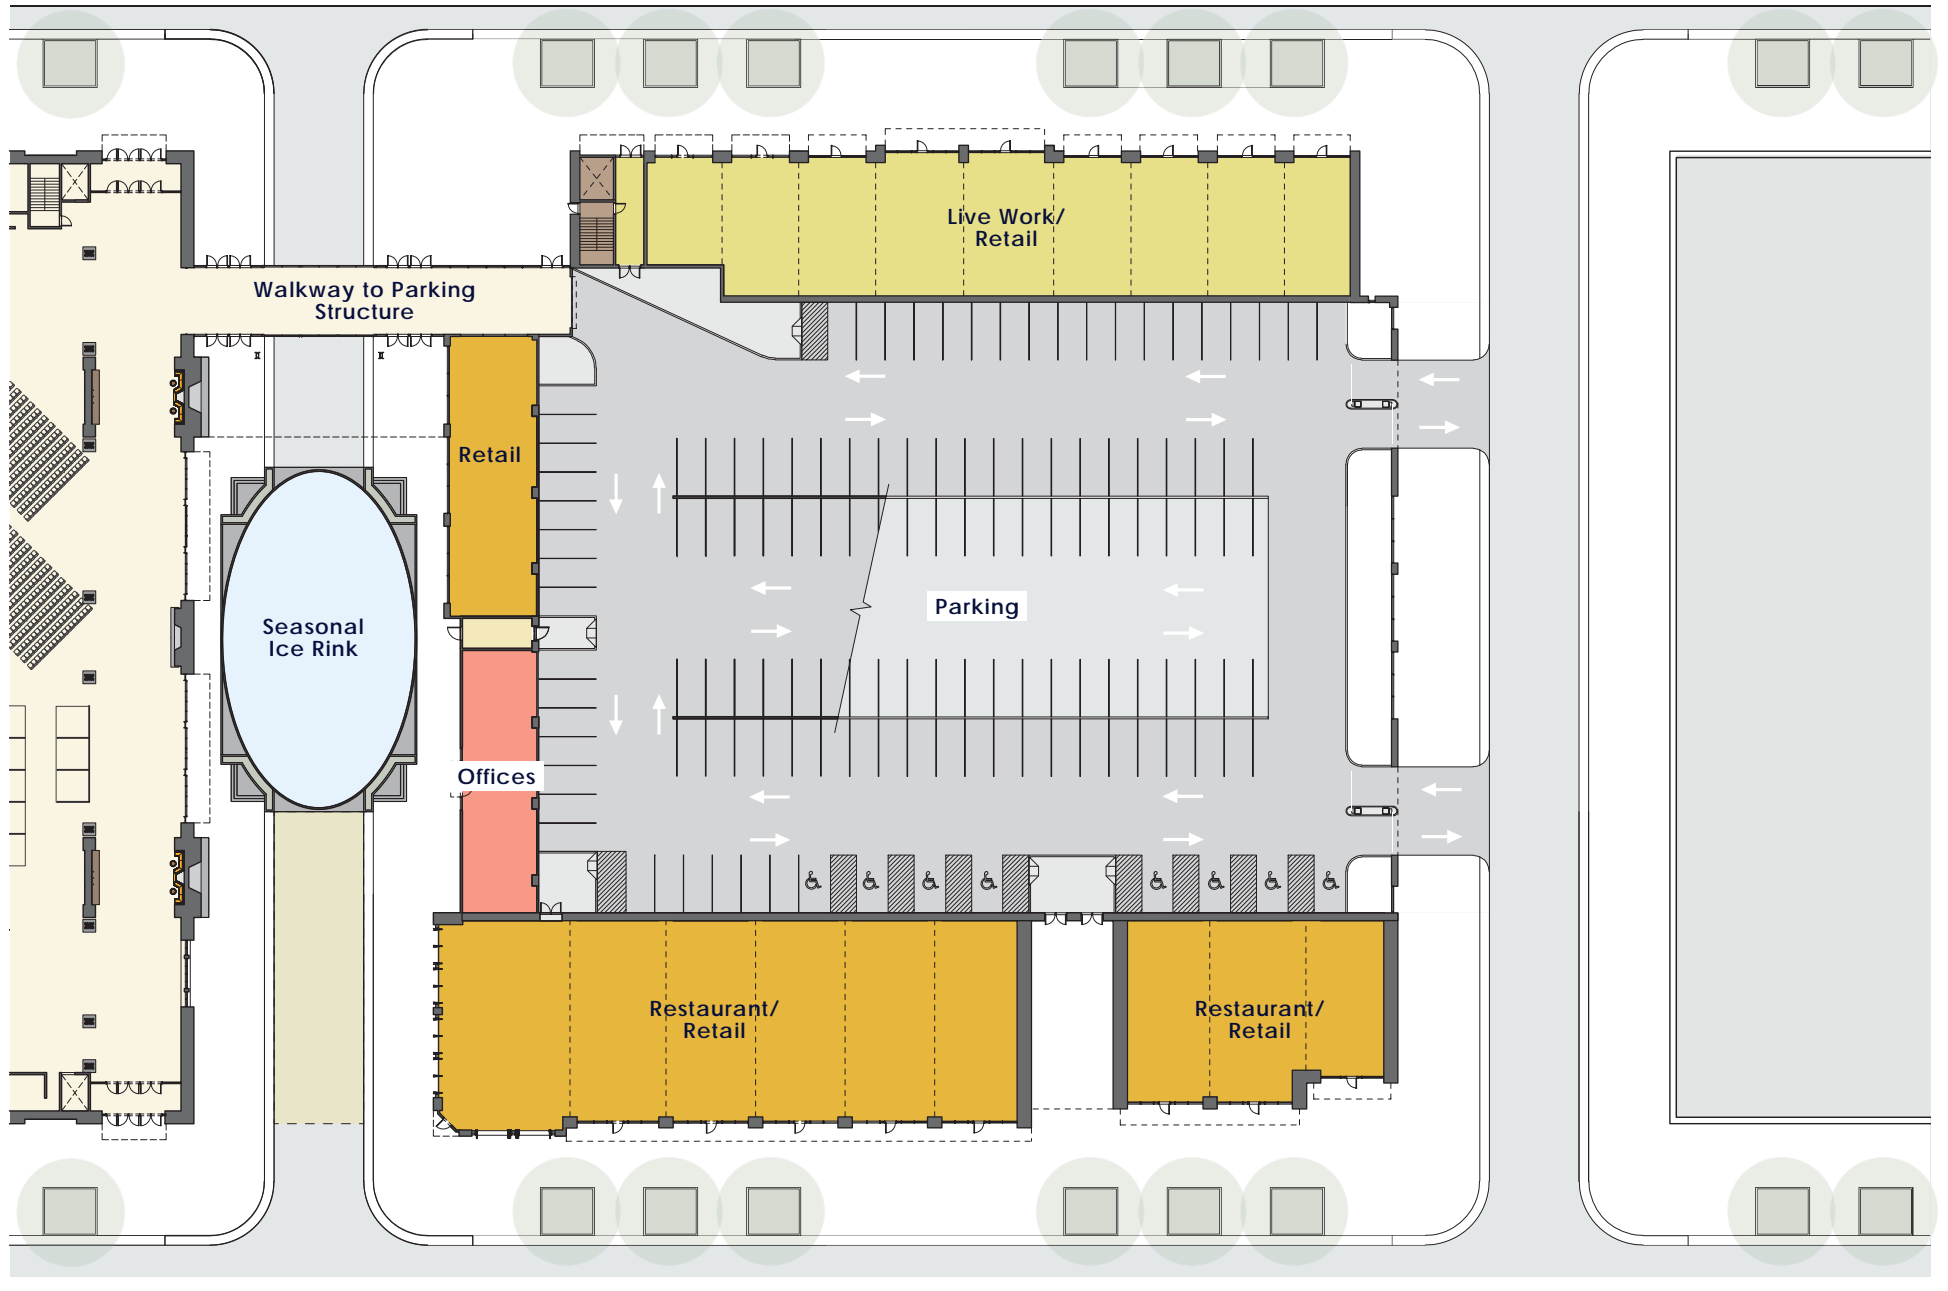 Live Work/
Retail
Walkway to Parking
Structure
Retail
Parking
Seasonal
Ice Rink
Offices
Restaurant/
Retail
Restaurant/
Retail